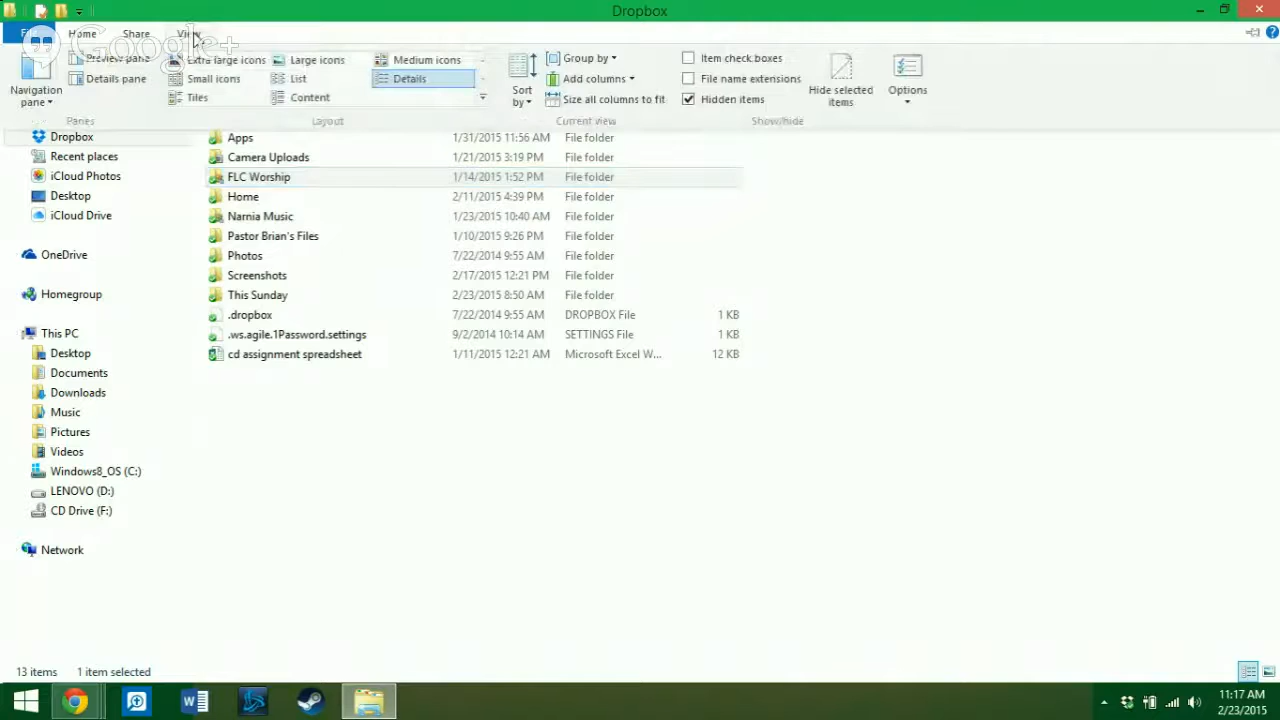 Dropbox
File Home Share View
Google+
Preview pane
Details pane
Navigation pane
Panes
Extra large icons Large icons Medium icons
Small icons List Details
Tiles Content
Layout
Sort by
Group by
Add columns
Size all columns to fit
Current view
Item check boxes
File name extensions
Hidden items
Hide selected items
Options
Show/hide
Dropbox
Recent places
iCloud Photos
Desktop
iCloud Drive
OneDrive
Homegroup
This PC
Desktop
Documents
Downloads
Music
Pictures
Videos
Windows8_OS (C:)
LENOVO (D:)
CD Drive (F:)
Network
Apps 1/31/2015 11:56 AM File folder
Camera Uploads 1/21/2015 3:19 PM File folder
FLC Worship 1/14/2015 1:52 PM File folder
Home 2/11/2015 4:39 PM File folder
Narnia Music 1/23/2015 10:40 AM File folder
Pastor Brian's Files 1/10/2015 9:26 PM File folder
Photos 7/22/2014 9:55 AM File folder
Screenshots 2/17/2015 12:21 PM File folder
This Sunday 2/23/2015 8:50 AM File folder
.dropbox 7/22/2014 9:55 AM DROPBOX File 1 KB
.ws.agile.1Password.settings 9/2/2014 10:14 AM SETTINGS File 1 KB
cd assignment spreadsheet 1/11/2015 12:21 AM Microsoft Excel W... 12 KB
13 items 1 item selected
11:17 AM
2/23/2015